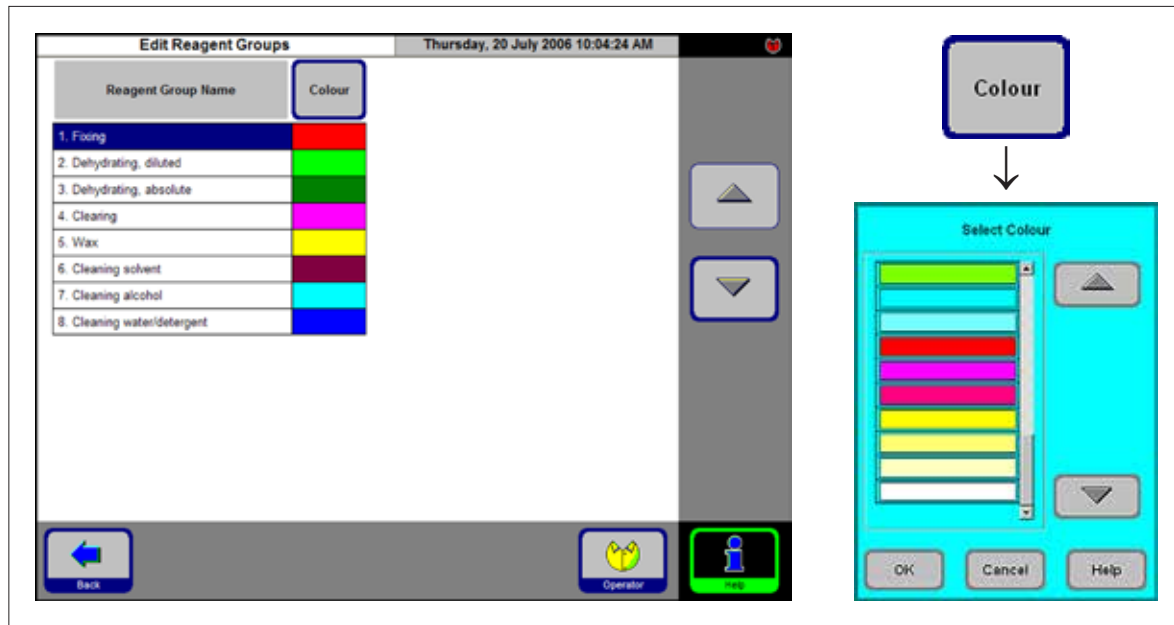 Edit Reagent Groups
Thursday, 20 July 2006 10:04:24 AM
Reagent Group Name
Colour
1. Fixing
2. Dehydrating, diluted
3. Dehydrating, absolute
4. Clearing
5. Wax
6. Cleaning solvent
7. Cleaning alcohol
8. Cleaning water/detergent
Back
Operator
Help
Colour
Select Colour
OK
Cancel
Help